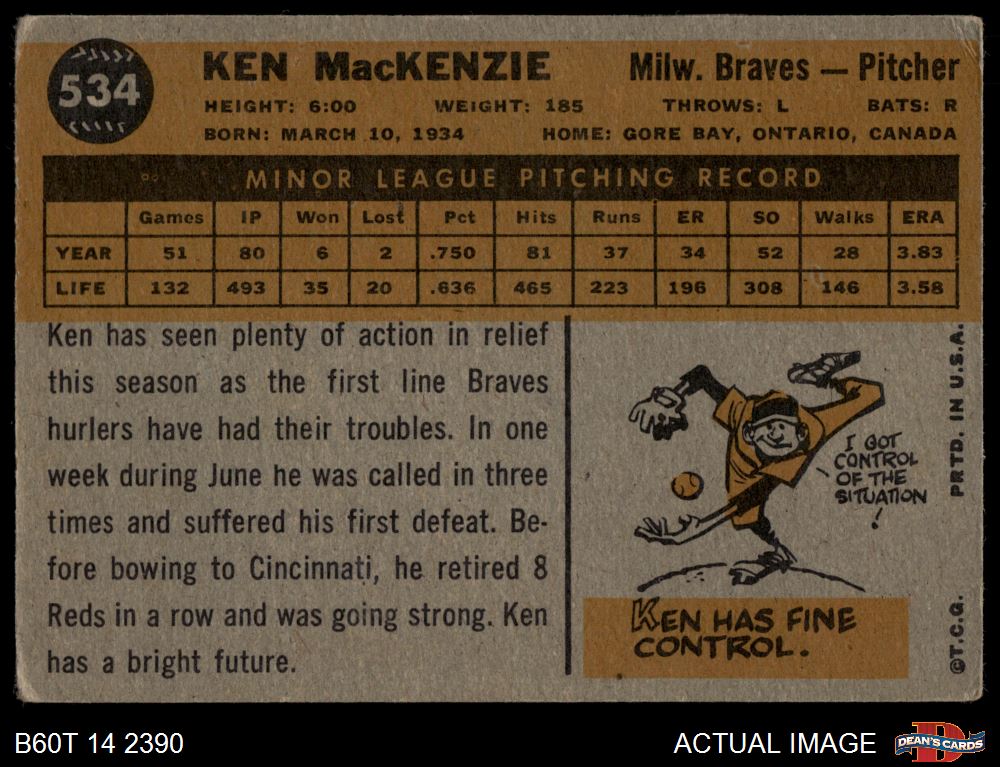 534
KEN MacKENZIE
Milw. Braves — Pitcher
HEIGHT: 6:00 WEIGHT: 185 THROWS: L BATS: R
BORN: MARCH 10, 1934 HOME: GORE BAY, ONTARIO, CANADA
MINOR LEAGUE PITCHING RECORD
Games IP Won Lost Pct Hits Runs ER SO Walks ERA
YEAR 51 80 6 2 .750 81 37 34 52 28 3.83
LIFE 132 493 35 20 .636 465 223 196 308 146 3.58
Ken has seen plenty of action in relief
this season as the first line Braves
hurlers have had their troubles. In one
week during June he was called in three
times and suffered his first defeat. Be-
fore bowing to Cincinnati, he retired 8
Reds in a row and was going strong. Ken
has a bright future.
I GOT
CONTROL
OF THE
SITUATION
!
KEN HAS FINE
CONTROL.
©T.C.G. PRTD. IN U.S.A.
B60T 14 2390
ACTUAL IMAGE
D
DEAN'S CARDS